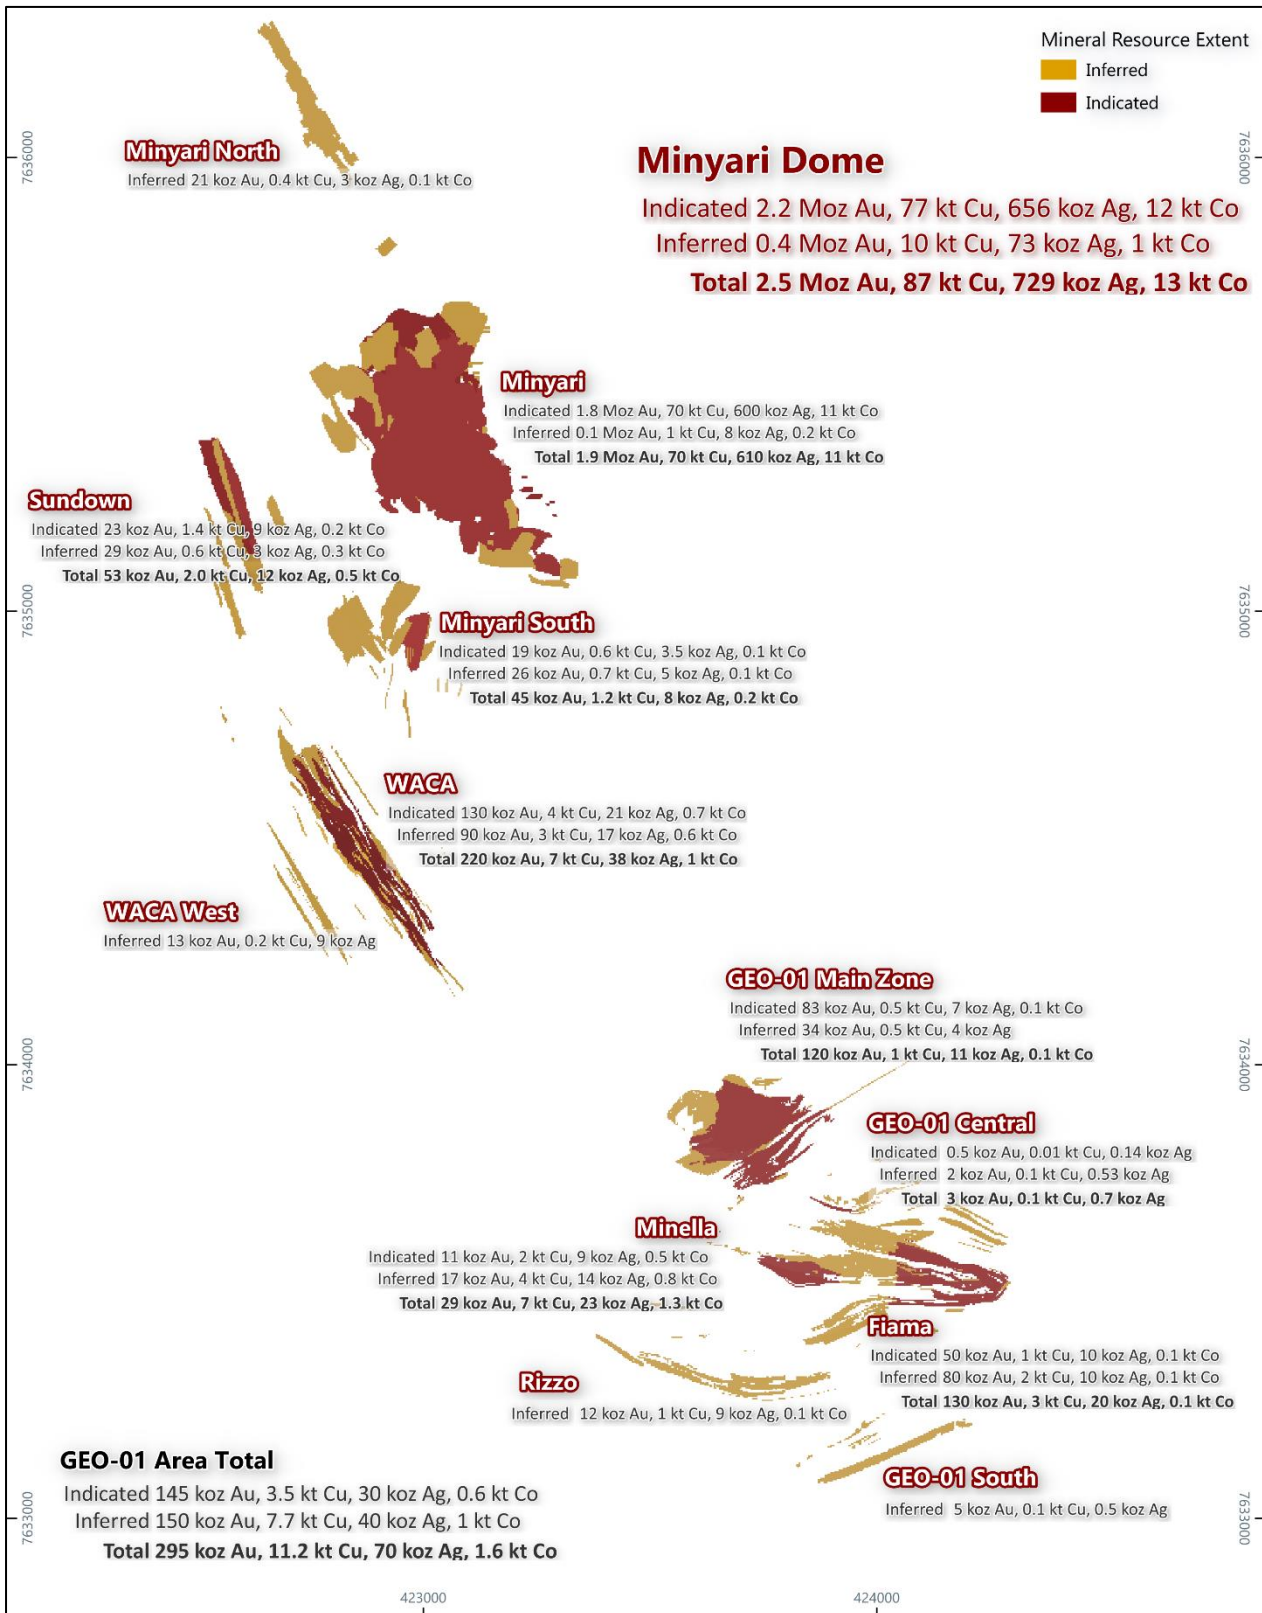 Mineral Resource Extent
Inferred
Indicated
Minyari North
Inferred 21 koz Au, 0.4 kt Cu, 3 koz Ag, 0.1 kt Co
7636000
7636000
Minyari Dome
Indicated 2.2 Moz Au, 77 kt Cu, 656 koz Ag, 12 kt Co
Inferred 0.4 Moz Au, 10 kt Cu, 73 koz Ag, 1 kt Co
Total 2.5 Moz Au, 87 kt Cu, 729 koz Ag, 13 kt Co
Minyari
Indicated 1.8 Moz Au, 70 kt Cu, 600 koz Ag, 11 kt Co
Inferred 0.1 Moz Au, 1 kt Cu, 8 koz Ag, 0.2 kt Co
Total 1.9 Moz Au, 70 kt Cu, 610 koz Ag, 11 kt Co
Sundown
Indicated 23 koz Au, 1.4 kt Cu, 9 koz Ag, 0.2 kt Co
Inferred 29 koz Au, 0.6 kt Cu, 3 koz Ag, 0.3 kt Co
Total 53 koz Au, 2.0 kt Cu, 12 koz Ag, 0.5 kt Co
7635000
7635000
Minyari South
Indicated 19 koz Au, 0.6 kt Cu, 3.5 koz Ag, 0.1 kt Co
Inferred 26 koz Au, 0.7 kt Cu, 5 koz Ag, 0.1 kt Co
Total 45 koz Au, 1.2 kt Cu, 8 koz Ag, 0.2 kt Co
WACA
Indicated 130 koz Au, 4 kt Cu, 21 koz Ag, 0.7 kt Co
Inferred 90 koz Au, 3 kt Cu, 17 koz Ag, 0.6 kt Co
Total 220 koz Au, 7 kt Cu, 38 koz Ag, 1 kt Co
WACA West
Inferred 13 koz Au, 0.2 kt Cu, 9 koz Ag
GEO-01 Main Zone
Indicated 83 koz Au, 0.5 kt Cu, 7 koz Ag, 0.1 kt Co
Inferred 34 koz Au, 0.5 kt Cu, 4 koz Ag
Total 120 koz Au, 1 kt Cu, 11 koz Ag, 0.1 kt Co
7634000
7634000
GEO-01 Central
Indicated 0.5 koz Au, 0.01 kt Cu, 0.14 koz Ag
Inferred 2 koz Au, 0.1 kt Cu, 0.53 koz Ag
Total 3 koz Au, 0.1 kt Cu, 0.7 koz Ag
Minella
Indicated 11 koz Au, 2 kt Cu, 9 koz Ag, 0.5 kt Co
Inferred 17 koz Au, 4 kt Cu, 14 koz Ag, 0.8 kt Co
Total 29 koz Au, 7 kt Cu, 23 koz Ag, 1.3 kt Co
Fiama
Indicated 50 koz Au, 1 kt Cu, 10 koz Ag, 0.1 kt Co
Inferred 80 koz Au, 2 kt Cu, 10 koz Ag, 0.1 kt Co
Total 130 koz Au, 3 kt Cu, 20 koz Ag, 0.1 kt Co
Rizzo
Inferred 12 koz Au, 1 kt Cu, 9 koz Ag, 0.1 kt Co
GEO-01 South
Inferred 5 koz Au, 0.1 kt Cu, 0.5 koz Ag
GEO-01 Area Total
Indicated 145 koz Au, 3.5 kt Cu, 30 koz Ag, 0.6 kt Co
Inferred 150 koz Au, 7.7 kt Cu, 40 koz Ag, 1 kt Co
Total 295 koz Au, 11.2 kt Cu, 70 koz Ag, 1.6 kt Co
7633000
7633000
423000
424000